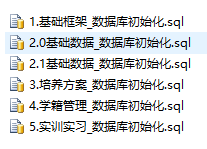 1.基础框架_数据库初始化.sql
2.0基础数据_数据库初始化.sql
2.1基础数据_数据库初始化.sql
3.培养方案_数据库初始化.sql
4.学籍管理_数据库初始化.sql
5.实训实习_数据库初始化.sql